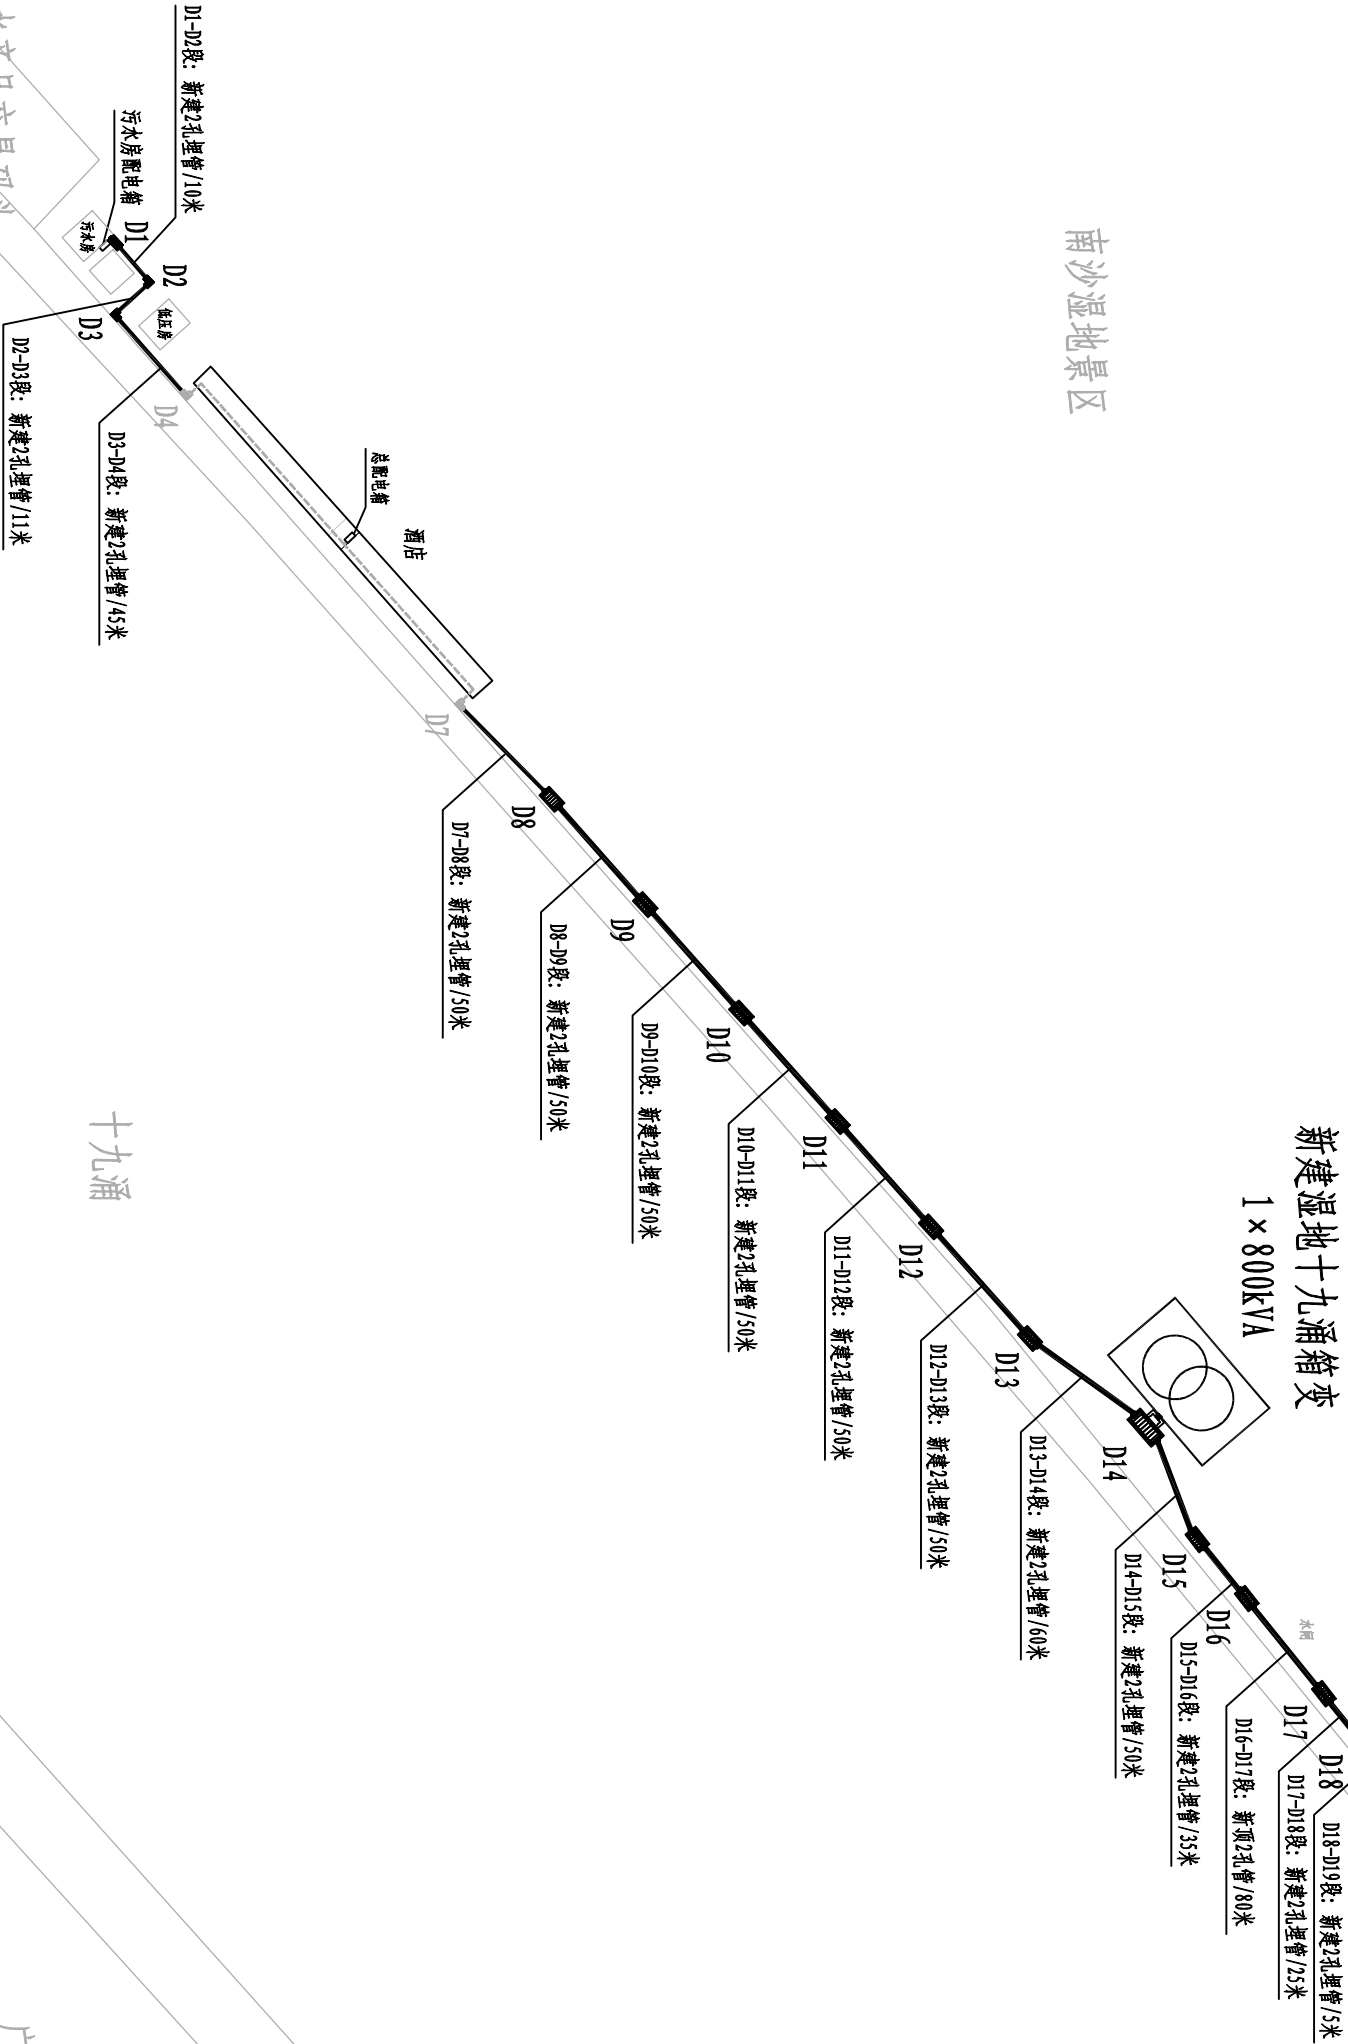 南沙湿地景区
新建湿地十九涌箱变
1×800kVA
水闸
D1-D2段：新建2孔埋管/10米
污水房配电箱
污水房
D1
D2
低压房
D3
D2-D3段：新建2孔埋管/11米
D4
D3-D4段：新建2孔埋管/45米
总配电箱
酒店
D7
D7-D8段：新建2孔埋管/50米
D8
D8-D9段：新建2孔埋管/50米
D9
D9-D10段：新建2孔埋管/50米
D10
D10-D11段：新建2孔埋管/50米
D11
D11-D12段：新建2孔埋管/50米
D12
D12-D13段：新建2孔埋管/50米
D13
D13-D14段：新建2孔埋管/60米
D14
D14-D15段：新建2孔埋管/50米
D15
D15-D16段：新建2孔埋管/35米
D16
D16-D17段：新顶2孔管/80米
D17
D17-D18段：新建2孔埋管/25米
D18
D18-D19段：新建2孔埋管/5米
十九涌